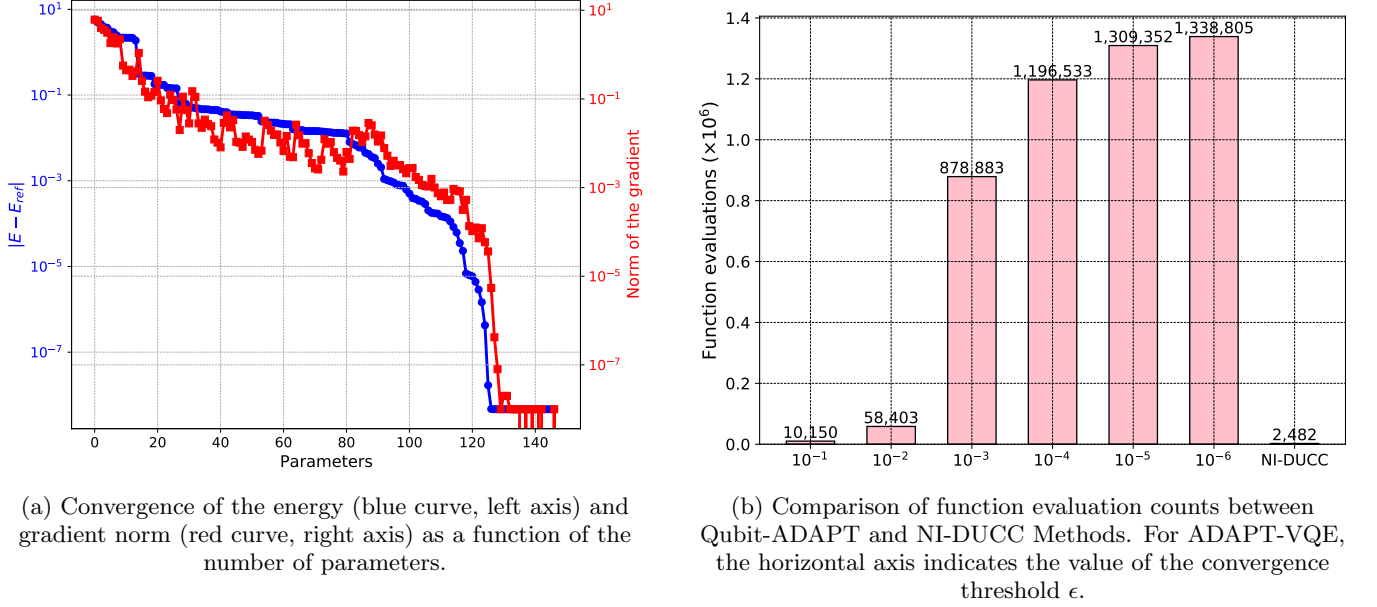 10^1
10^−1
10^−3
10^−5
10^−7
|E − E_ref|
0 20 40 60 80 100 120 140
Parameters
10^1
10^−1
10^−3
10^−5
10^−7
Norm of the gradient
(a) Convergence of the energy (blue curve, left axis) and
gradient norm (red curve, right axis) as a function of the
number of parameters.
1.4
1.2
1.0
0.8
0.6
0.4
0.2
0.0
Function evaluations (×10^6)
10,150
58,403
878,883
1,196,533
1,309,352
1,338,805
2,482
10^−1 10^−2 10^−3 10^−4 10^−5 10^−6 NI-DUCC
(b) Comparison of function evaluation counts between
Qubit-ADAPT and NI-DUCC Methods. For ADAPT-VQE,
the horizontal axis indicates the value of the convergence
threshold ϵ.